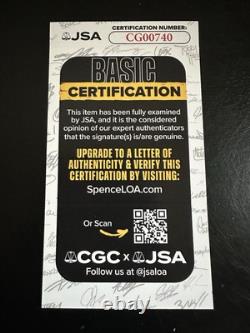 JSA
CERTIFICATION NUMBER:
CG00740
BASIC
CERTIFICATION
This item has been fully examined
by JSA, and it is the considered
opinion of our expert authenticators
that the signature(s) is/are genuine.
UPGRADE TO A LETTER OF
AUTHENTICITY & VERIFY THIS
CERTIFICATION BY VISITING:
SpenceLOA.com
Or Scan
CGC x JSA
Follow us at @jsaloa